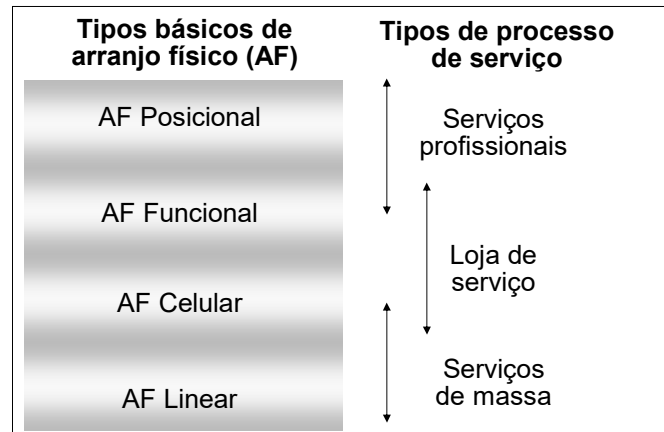 Tipos básicos de
arranjo físico (AF)
Tipos de processo
de serviço
AF Posicional
AF Funcional
AF Celular
AF Linear
Serviços
profissionais
Loja de
serviço
Serviços
de massa